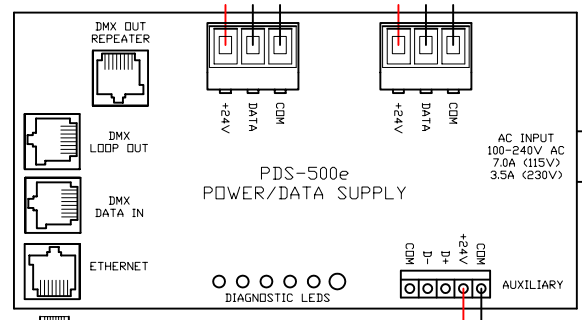 DMX OUT
REPEATER
+24V
DATA
COM
+24V
DATA
COM
DMX
LOOP OUT
AC INPUT
100-240V AC
7.0A (115V)
3.5A (230V)
PDS-500e
POWER/DATA SUPPLY
DMX
DATA IN
COM
D-
D+
+24V
COM
ETHERNET
AUXILIARY
DIAGNOSTIC LEDS